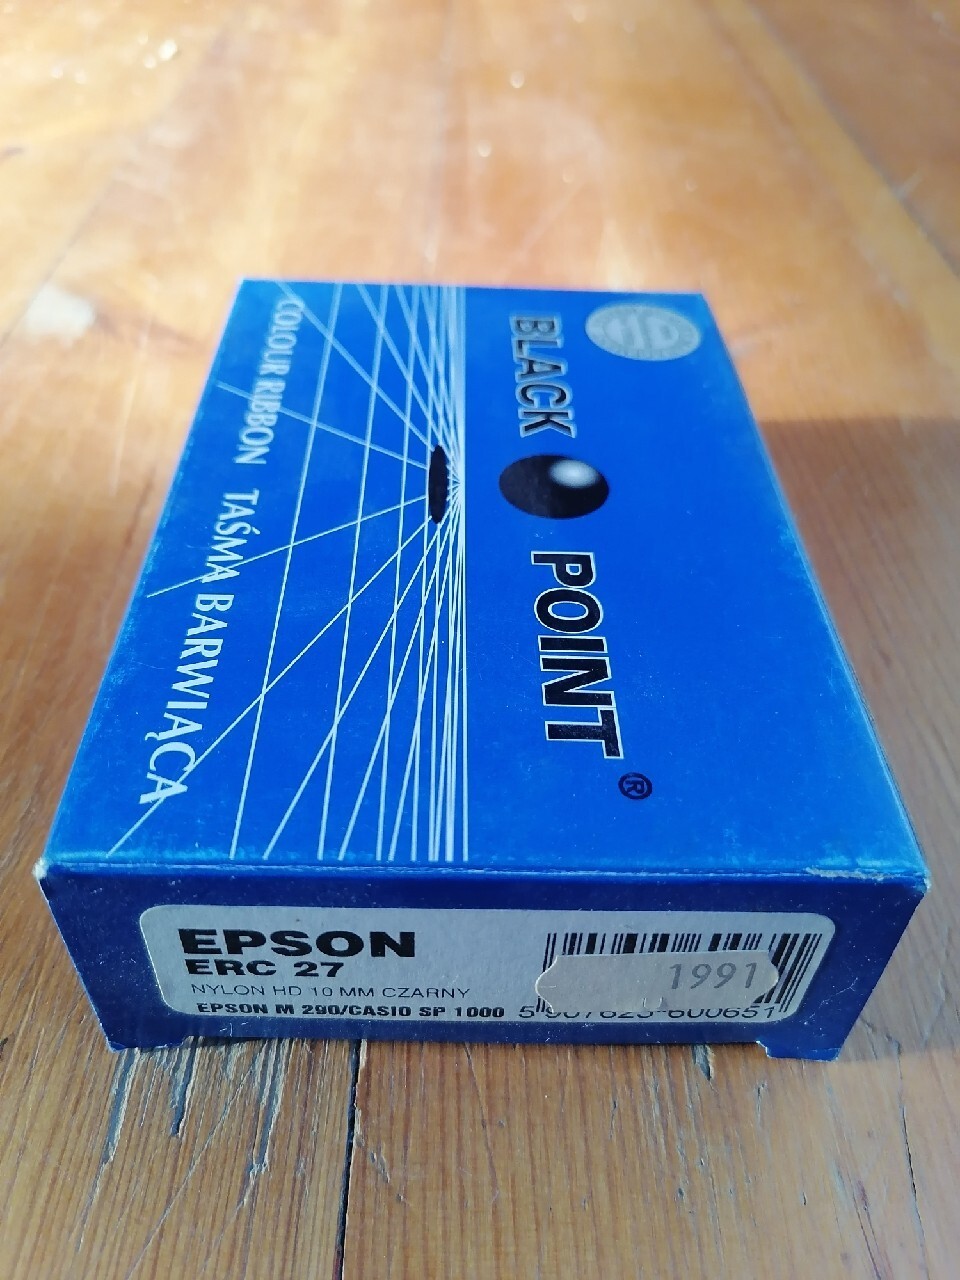 BLACK POINT®
COLOUR RIBBON TAŚMA BARWIĄCA
EPSON
ERC 27
NYLON HD 10 MM CZARNY
EPSON M 290/CASIO SP 1000
1991